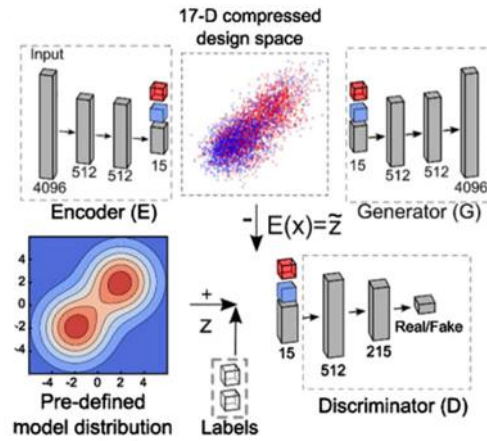 17-D compressed
design space
Input
4096
512
512
15
Encoder (E)
15
512
512
4096
Generator (G)
- E(x)=z̃
6
4
2
0
-2
-4
-4 -2 0 2 4
Pre-defined
model distribution
+
z
Labels
15
512
215
Real/Fake
Discriminator (D)